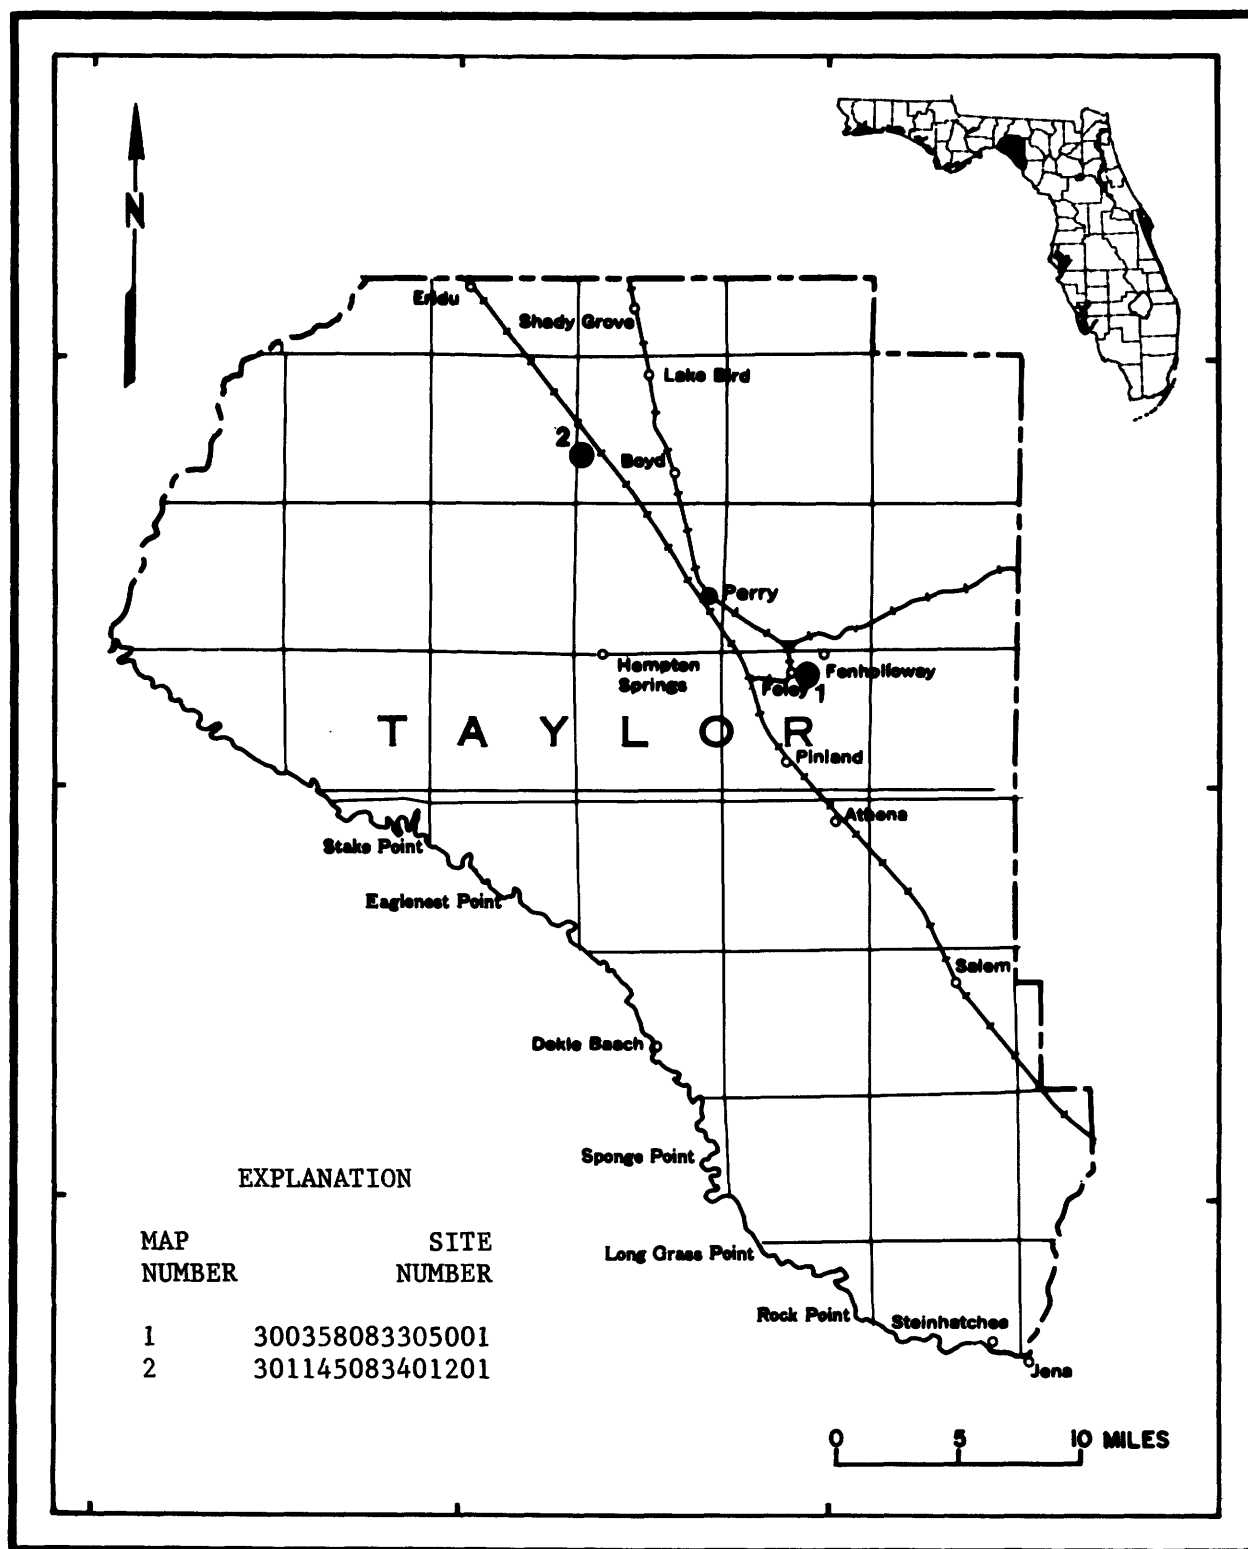 N
Eridu
Shady Grove
Lake Bird
2
Boyd
Perry
Hampton
Springs
Fenholloway
Foley
1
TAYLOR
Pinland
Athena
Stake Point
Eaglenest Point
Salem
Dekle Beach
Sponge Point
EXPLANATION
MAP SITE
NUMBER NUMBER
Long Grass Point
Rock Point
Steinhatchee
1 300358083305001
2 301145083401201
Jena
0 5 10 MILES